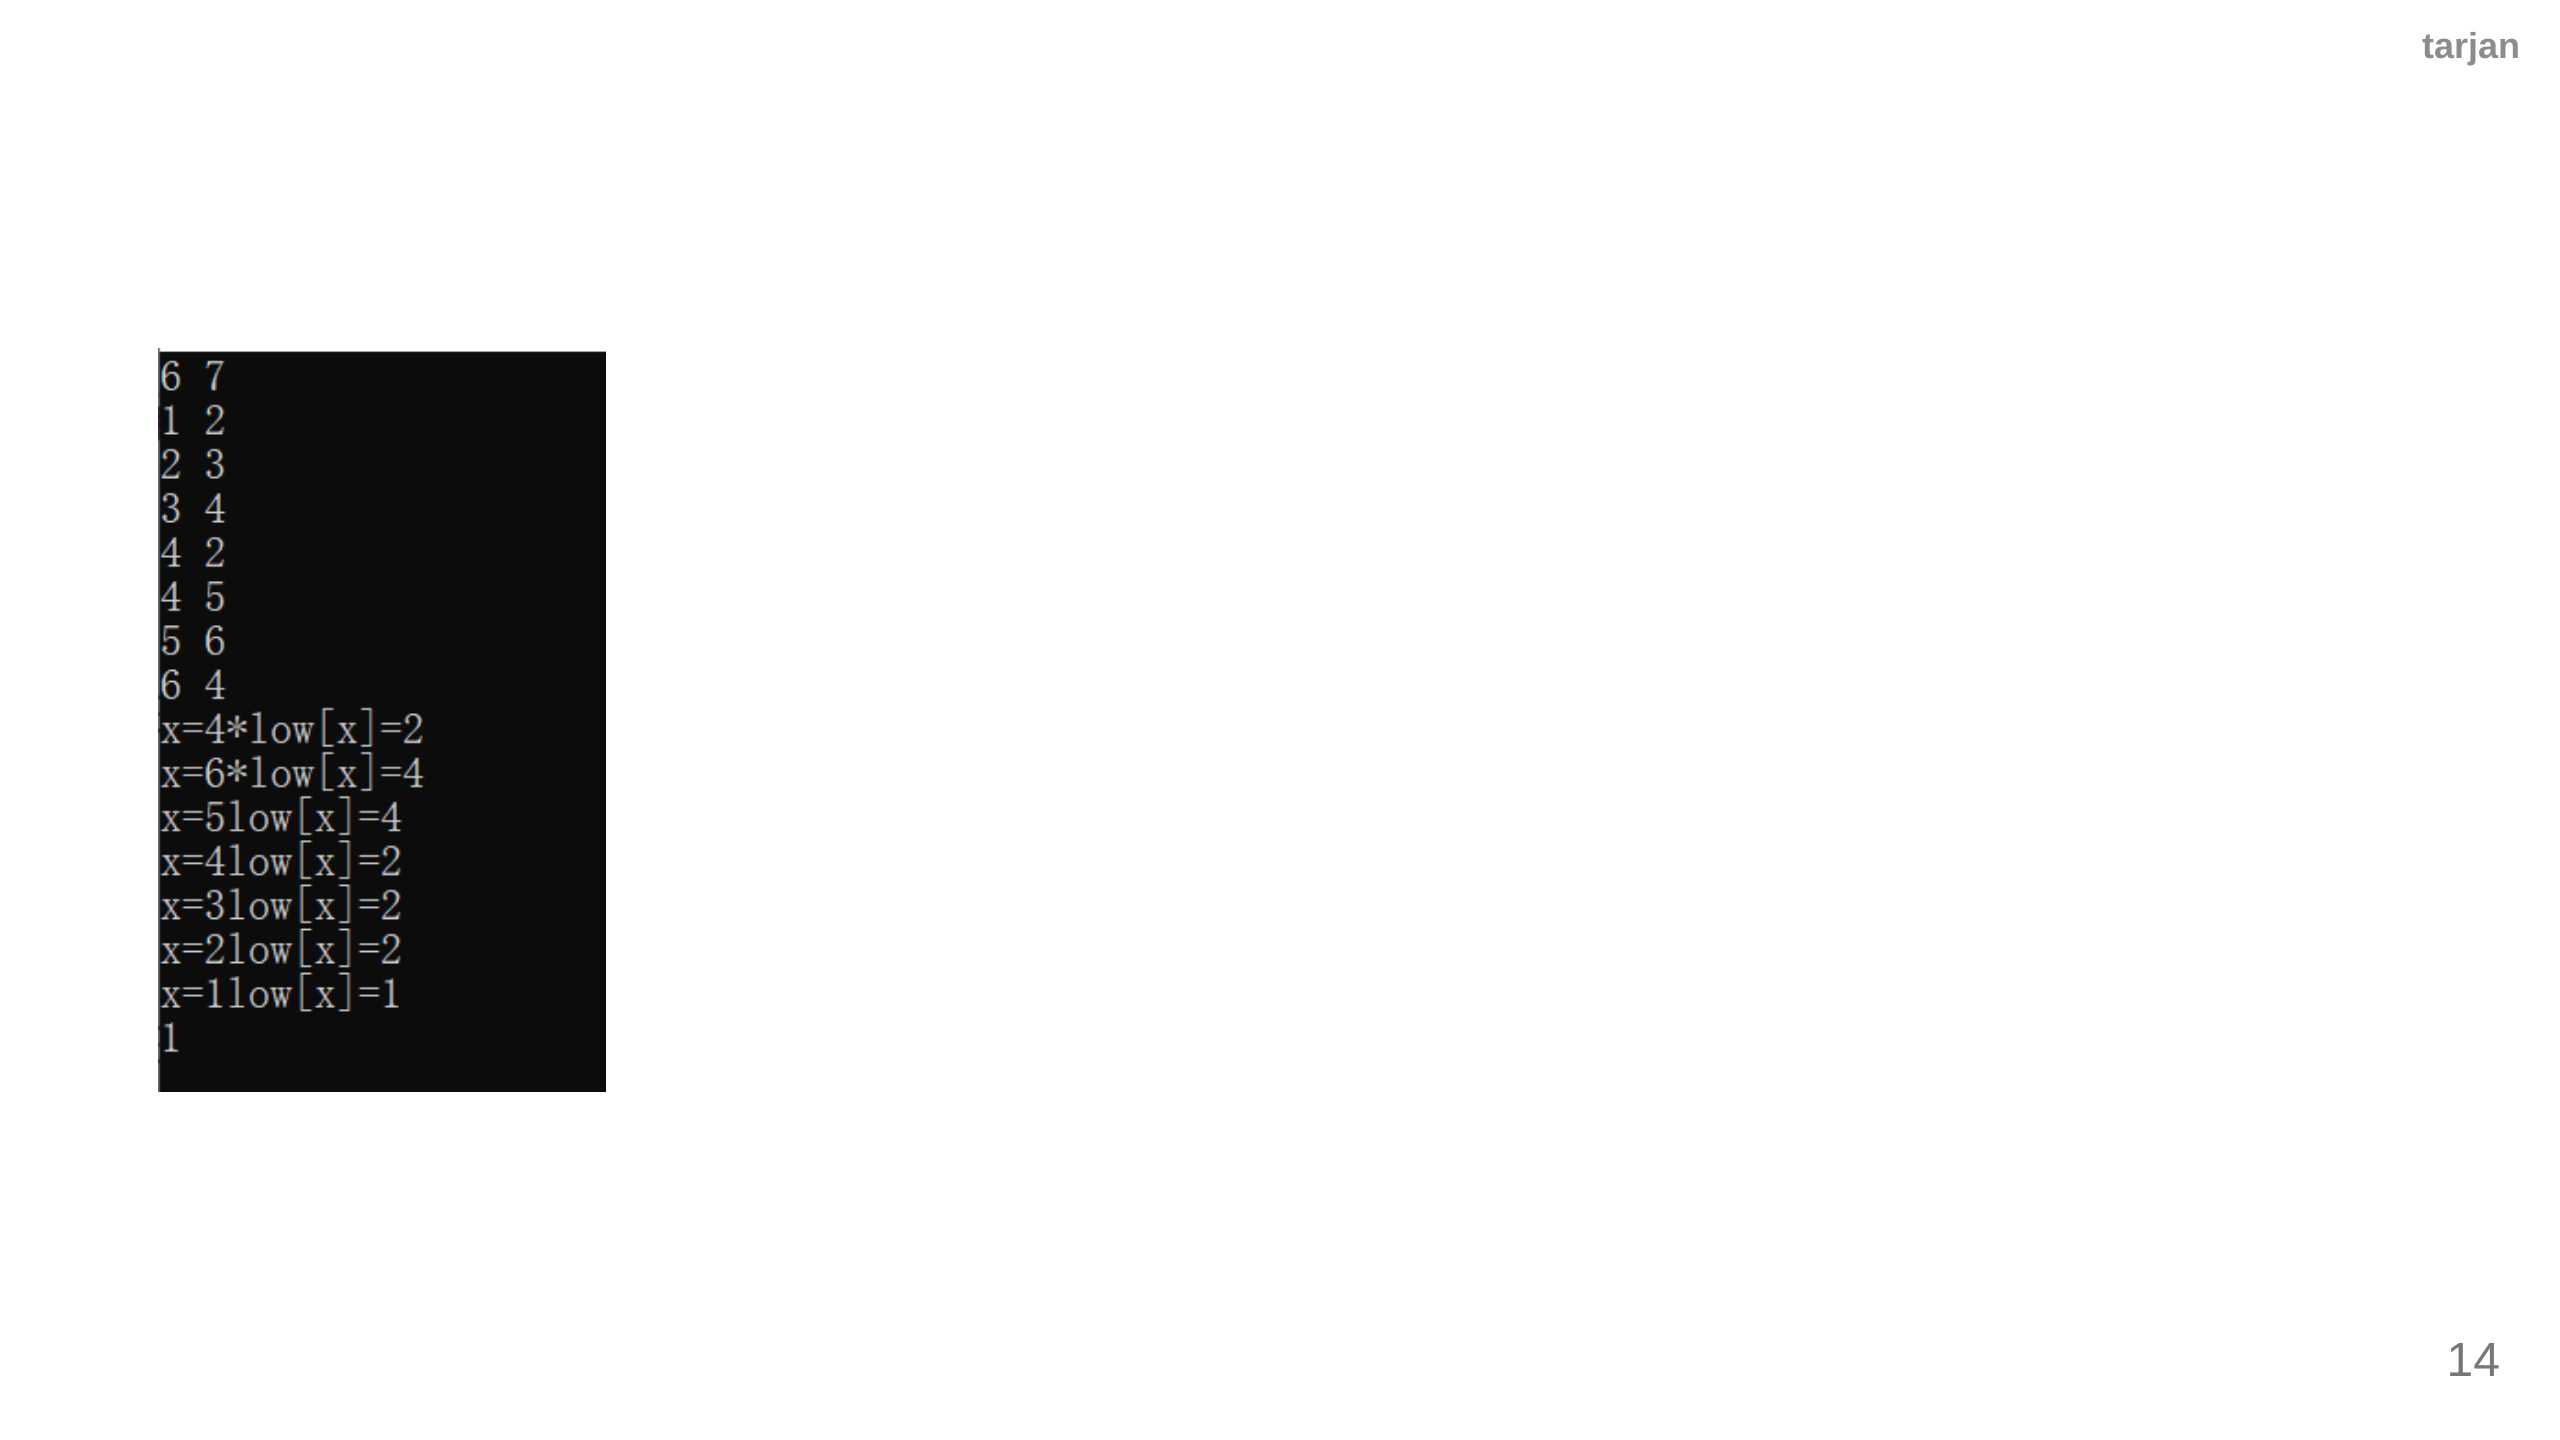 tarjan
6 7
1 2
2 3
3 4
4 2
4 5
5 6
6 4
x=4*low[x]=2
x=6*low[x]=4
x=5low[x]=4
x=4low[x]=2
x=3low[x]=2
x=2low[x]=2
x=1low[x]=1
1
14